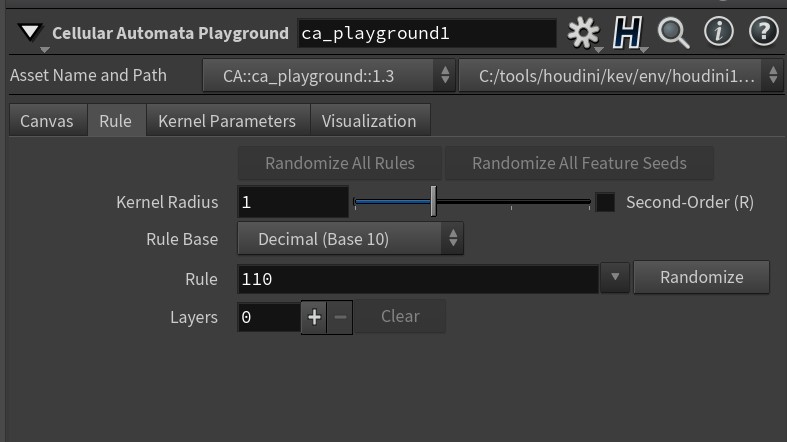 Cellular Automata Playground ca_playground1
Asset Name and Path CA::ca_playground::1.3 C:/tools/houdini/kev/env/houdini1...
Canvas Rule Kernel Parameters Visualization
Randomize All Rules Randomize All Feature Seeds
Kernel Radius 1 Second-Order (R)
Rule Base Decimal (Base 10)
Rule 110 Randomize
Layers 0 + − Clear